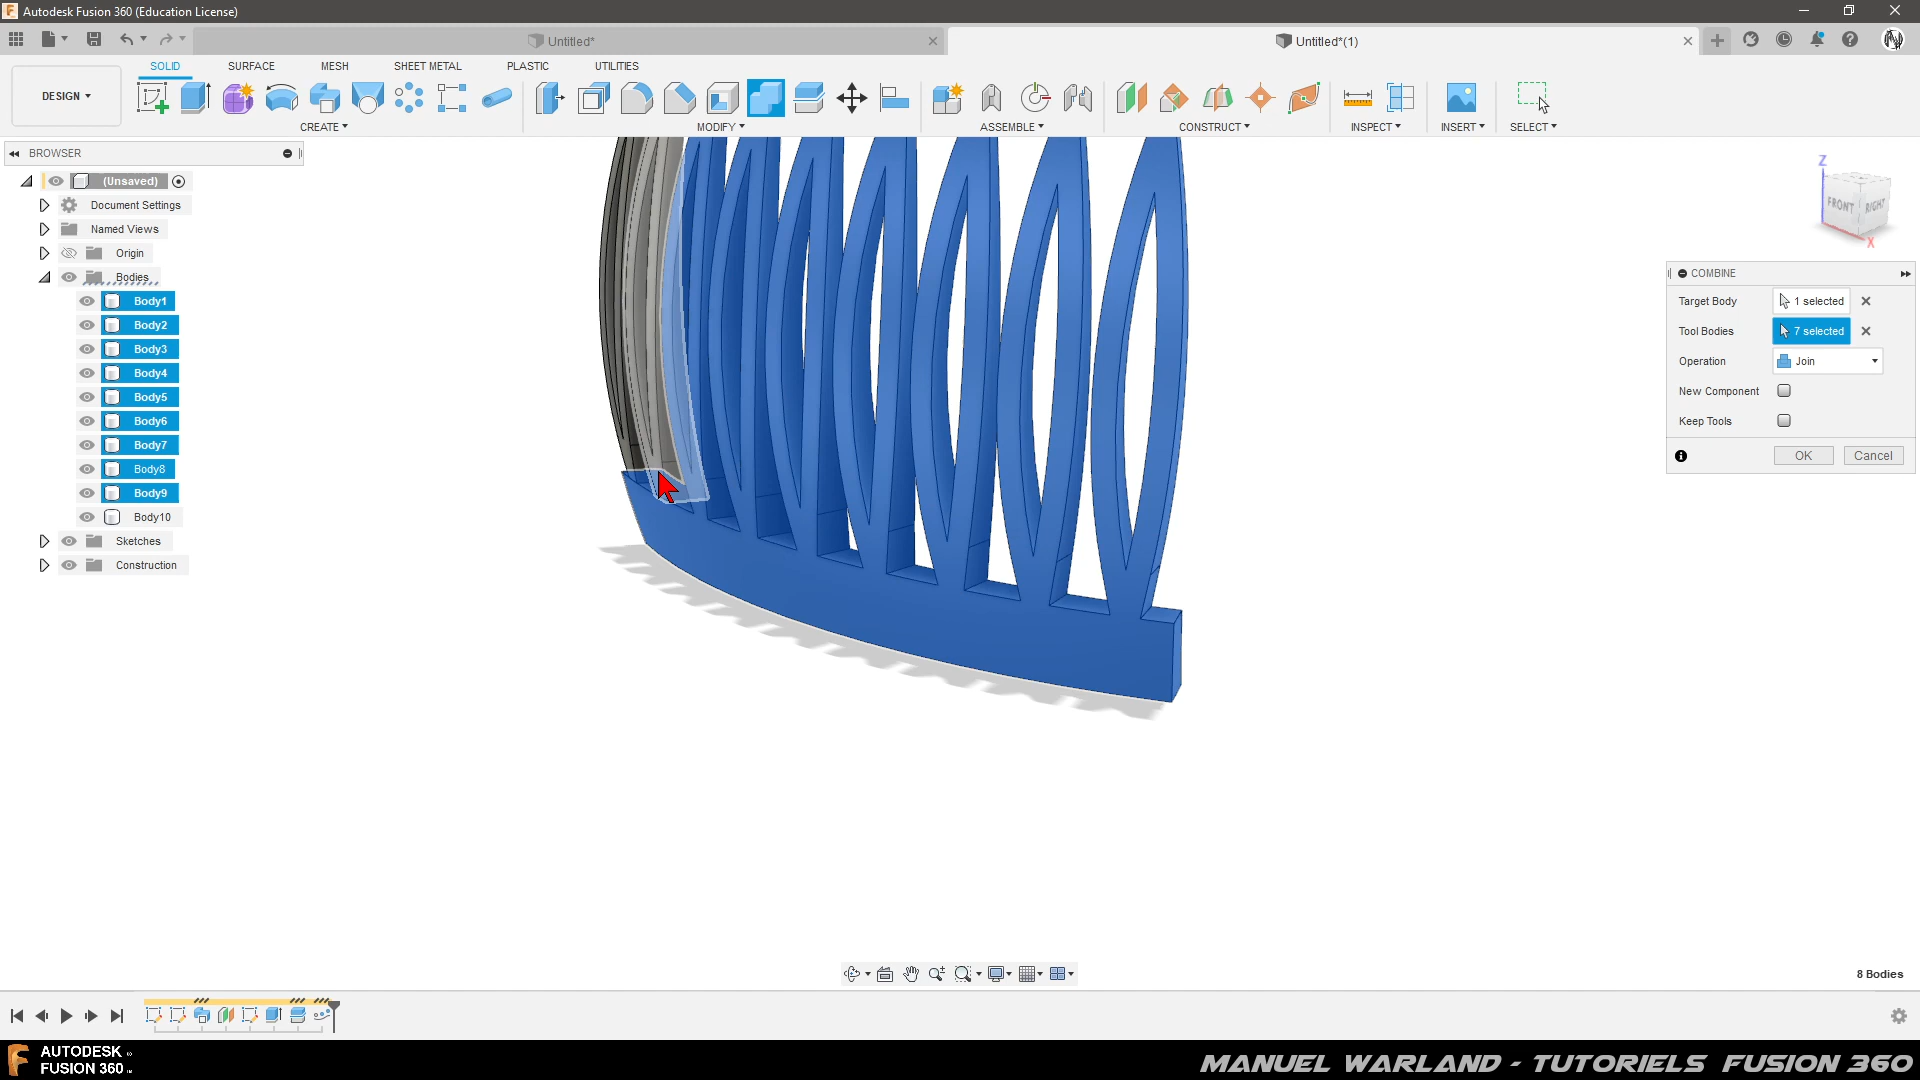 Autodesk Fusion 360 (Education License)
Untitled*
Untitled*(1)
SOLID
SURFACE
MESH
SHEET METAL
PLASTIC
UTILITIES
DESIGN
CREATE
MODIFY
ASSEMBLE
CONSTRUCT
INSPECT
INSERT
SELECT
BROWSER
(Unsaved)
Document Settings
Named Views
Origin
Bodies
Body1
Body2
Body3
Body4
Body5
Body6
Body7
Body8
Body9
Body10
Sketches
Construction
Z
FRONT
RIGHT
X
COMBINE
Target Body
1 selected
Tool Bodies
7 selected
Operation
Join
New Component
Keep Tools
OK
Cancel
8 Bodies
AUTODESK
FUSION 360
MANUEL WARLAND - TUTORIELS FUSION 360